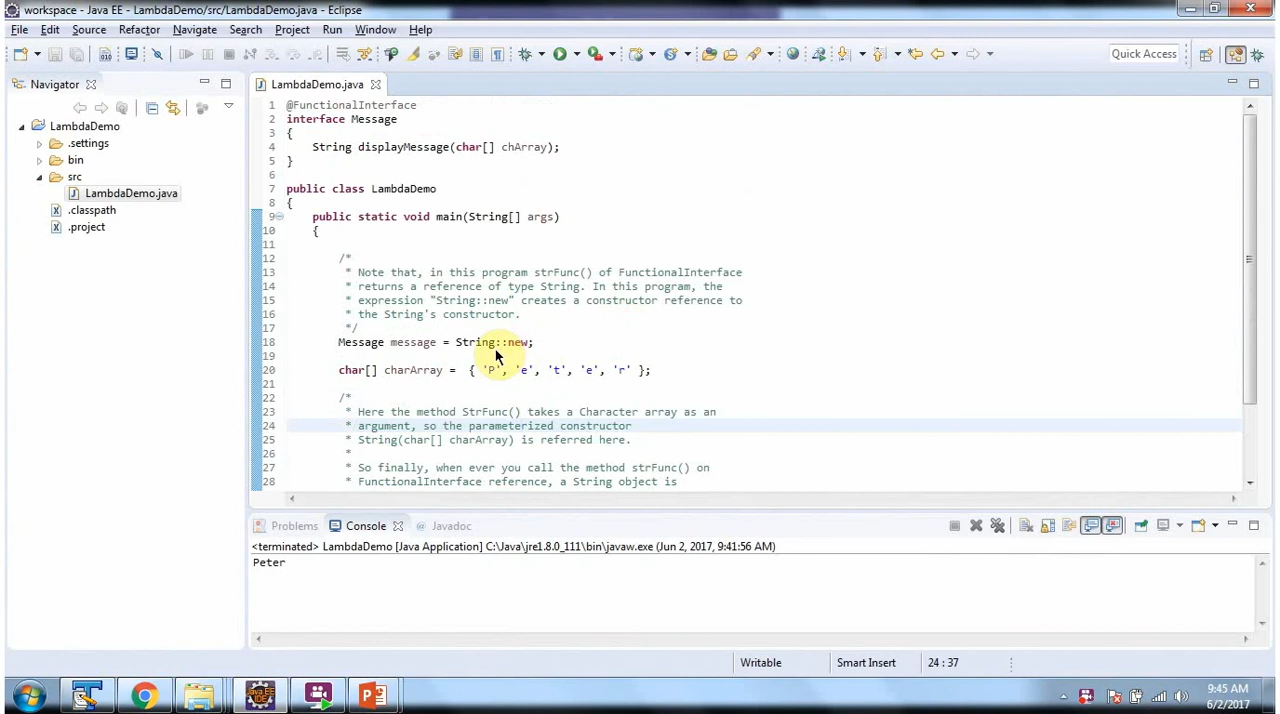 workspace - Java EE - LambdaDemo/src/LambdaDemo.java - Eclipse
File Edit Source Refactor Navigate Search Project Run Window Help
Quick Access
Navigator
LambdaDemo.java
LambdaDemo
.settings
bin
src
LambdaDemo.java
.classpath
.project
1 @FunctionalInterface
2 interface Message
3 {
4 String displayMessage(char[] chArray);
5 }
6
7 public class LambdaDemo
8 {
9 public static void main(String[] args)
10 {
11
12 /*
13 * Note that, in this program strFunc() of FunctionalInterface
14 * returns a reference of type String. In this program, the
15 * expression "String::new" creates a constructor reference to
16 * the String's constructor.
17 */
18 Message message = String::new;
19
20 char[] charArray = { 'P', 'e', 't', 'e', 'r' };
21
22 /*
23 * Here the method StrFunc() takes a Character array as an
24 * argument, so the parameterized constructor
25 * String(char[] charArray) is referred here.
26 *
27 * So finally, when ever you call the method strFunc() on
28 * FunctionalInterface reference, a String object is
Problems Console Javadoc
<terminated> LambdaDemo [Java Application] C:\Java\jre1.8.0_111\bin\javaw.exe (Jun 2, 2017, 9:41:56 AM)
Peter
Writable Smart Insert 24 : 37
Java EE IDE
9:45 AM
6/2/2017